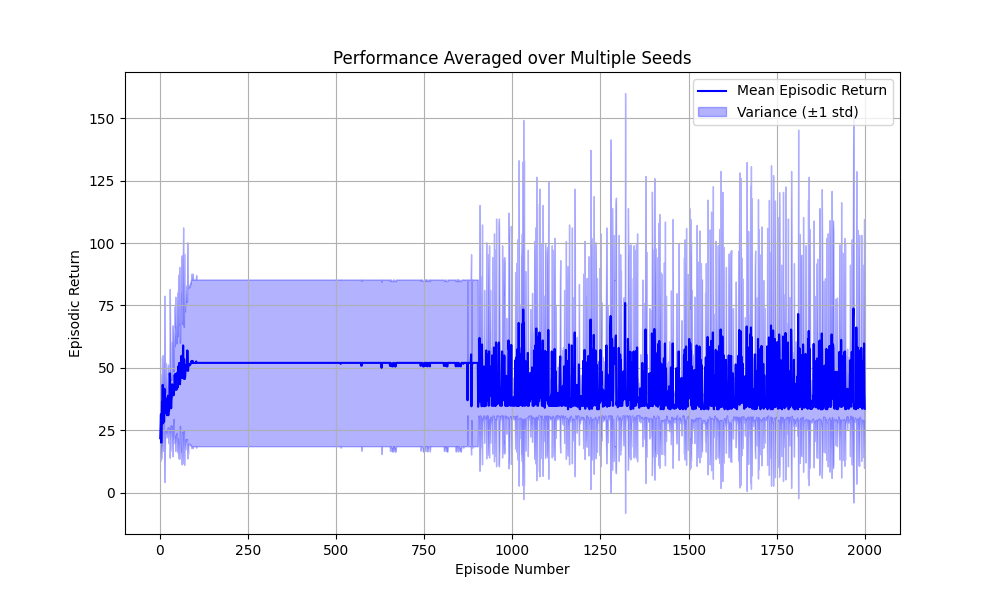 Performance Averaged over Multiple Seeds
Mean Episodic Return
Variance (±1 std)
Episodic Return
150
125
100
75
50
25
0
0 250 500 750 1000 1250 1500 1750 2000
Episode Number